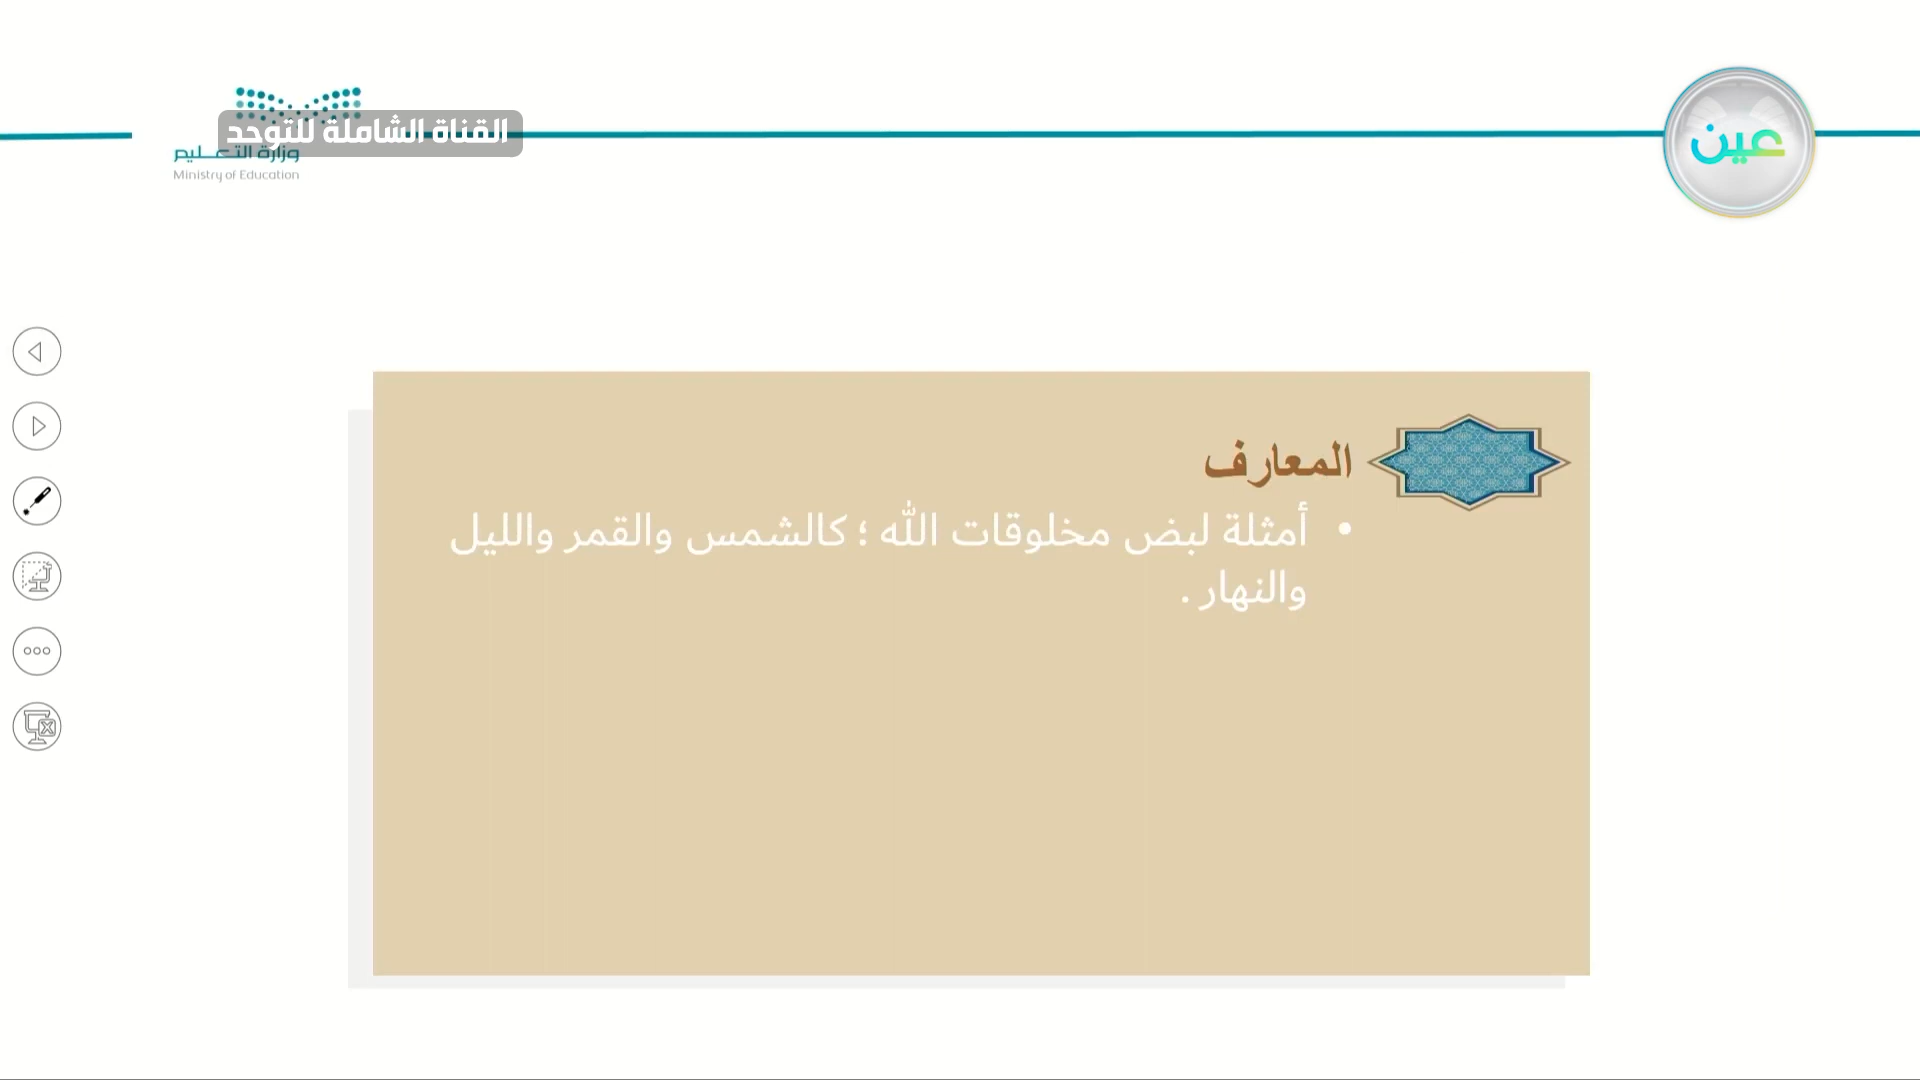 القناة الشاملة للتوحد
وزارة التعليم
Ministry of Education
عين
المعارف
• أمثلة لبض مخلوقات الله ؛ كالشمس والقمر والليل
والنهار .